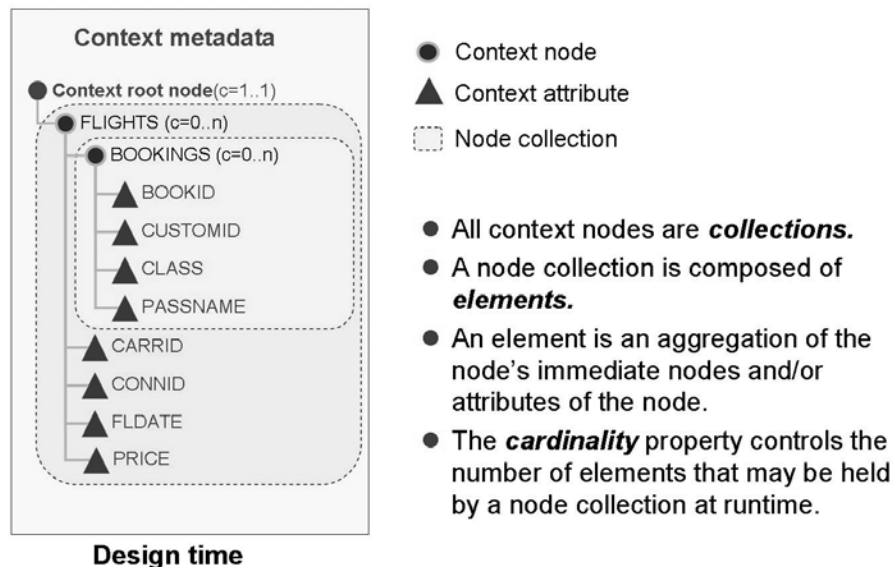 Context metadata
Context root node(c=1..1)
FLIGHTS (c=0..n)
BOOKINGS (c=0..n)
BOOKID
CUSTOMID
CLASS
PASSNAME
CARRID
CONNID
FLDATE
PRICE
Design time
Context node
Context attribute
Node collection
All context nodes are collections.
A node collection is composed of
elements.
An element is an aggregation of the
node's immediate nodes and/or
attributes of the node.
The cardinality property controls the
number of elements that may be held
by a node collection at runtime.